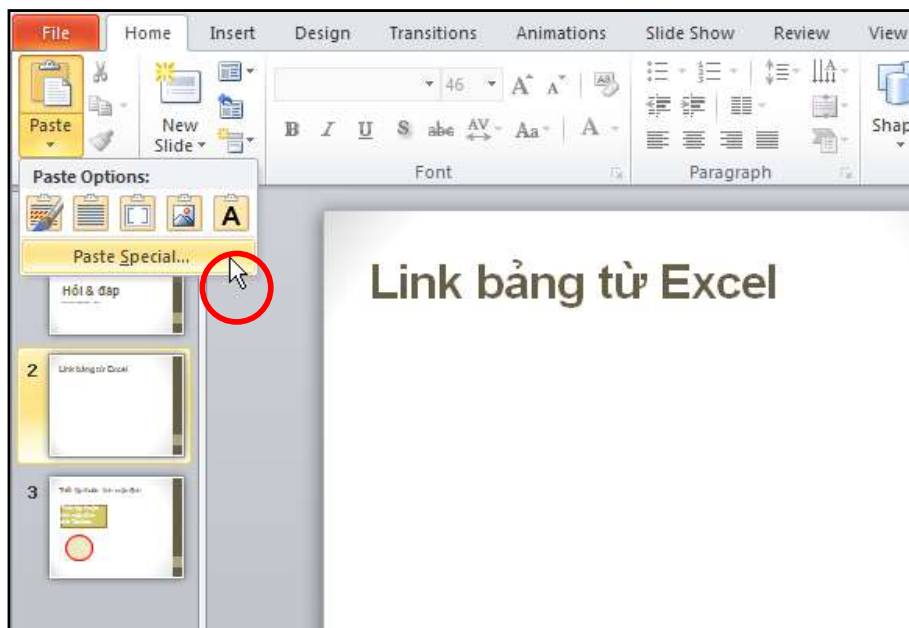 File Home Insert Design Transitions Animations Slide Show Review View
46 A A
Paste New Slide B I U S abc AV Aa A Shap
Font Paragraph
Paste Options:
A
Paste Special...
Link bảng từ Excel
Hỏi & đáp
2 Link bảng từ Excel
3